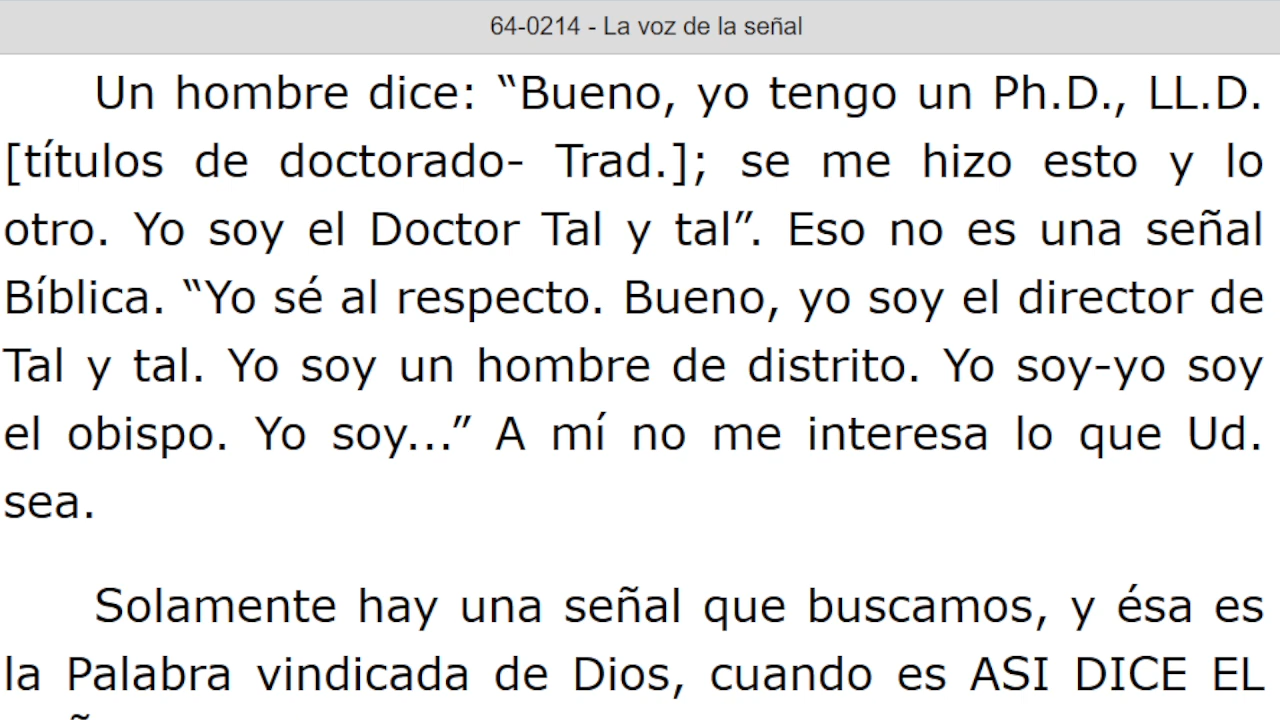 64-0214 - La voz de la señal
Un hombre dice: “Bueno, yo tengo un Ph.D., LL.D.
[títulos de doctorado- Trad.]; se me hizo esto y lo
otro. Yo soy el Doctor Tal y tal”. Eso no es una señal
Bíblica. “Yo sé al respecto. Bueno, yo soy el director de
Tal y tal. Yo soy un hombre de distrito. Yo soy-yo soy
el obispo. Yo soy...” A mí no me interesa lo que Ud.
sea.
Solamente hay una señal que buscamos, y ésa es
la Palabra vindicada de Dios, cuando es ASI DICE EL